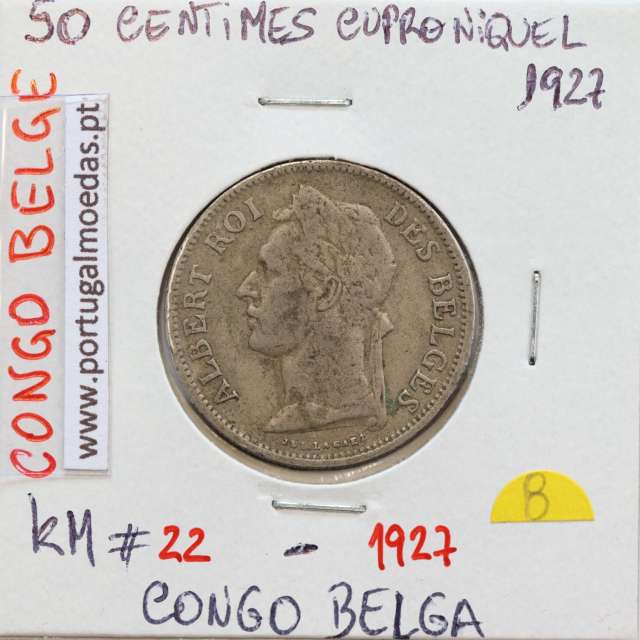 50 CENTIMES CUPRONIQUEL
1927
CONGO BELGE
www.portugalmoedas.pt
ALBERT ROI DES BELGES
KM # 22 - 1927
B
CONGO BELGA